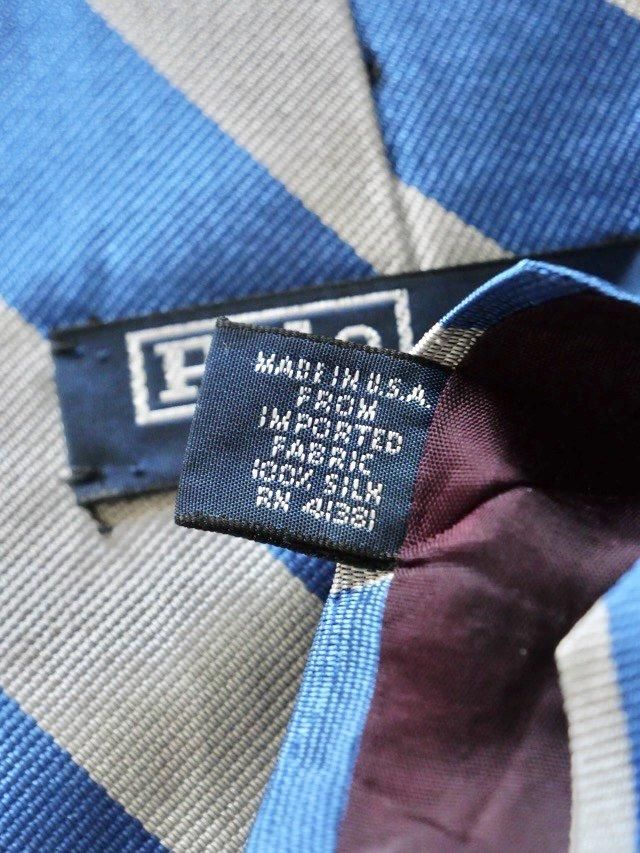 MADE IN U.S.A.
FROM
IMPORTED
FABRIC
100% SILK
RN 41381